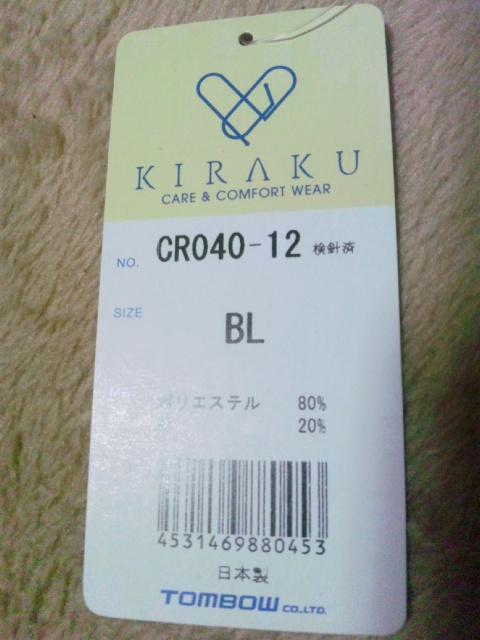 KIRAKU
CARE & COMFORT WEAR
NO. CR040-12 検針済
SIZE BL
ポリエステル 80%
20%
4531469880453
日本製
TOMBOW CO.,LTD.